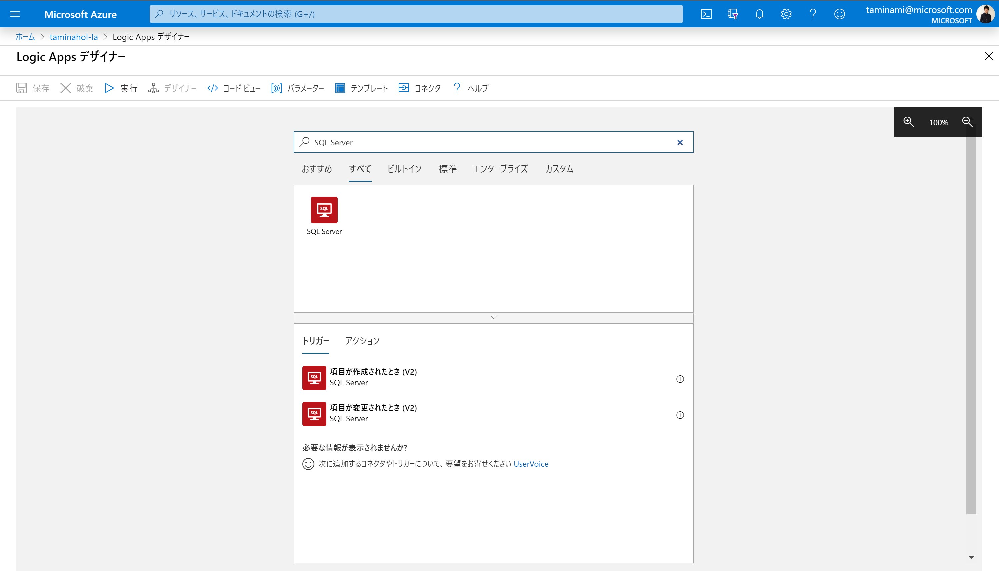 Microsoft Azure
リソース、サービス、ドキュメントの検索 (G+/)
taminami@microsoft.com
MICROSOFT
ホーム > taminahol-la > Logic Apps デザイナー
Logic Apps デザイナー
保存 破棄 実行 デザイナー コード ビュー パラメーター テンプレート コネクタ ヘルプ
100%
SQL Server
おすすめ すべて ビルトイン 標準 エンタープライズ カスタム
SQL
SQL Server
トリガー アクション
SQL
項目が作成されたとき (V2)
SQL Server
SQL
項目が変更されたとき (V2)
SQL Server
必要な情報が表示されませんか?
次に追加するコネクタやトリガーについて、要望をお寄せください UserVoice